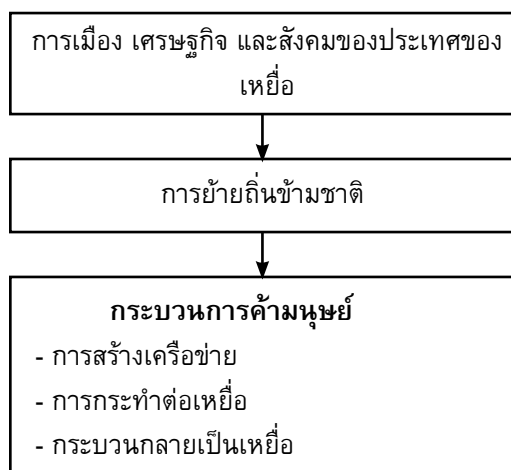 การเมือง เศรษฐกิจ และสังคมของประเทศของ
เหยื่อ
การย้ายถิ่นข้ามชาติ
กระบวนการค้ามนุษย์
- การสร้างเครือข่าย
- การกระทำต่อเหยื่อ
- กระบวนกลายเป็นเหยื่อ